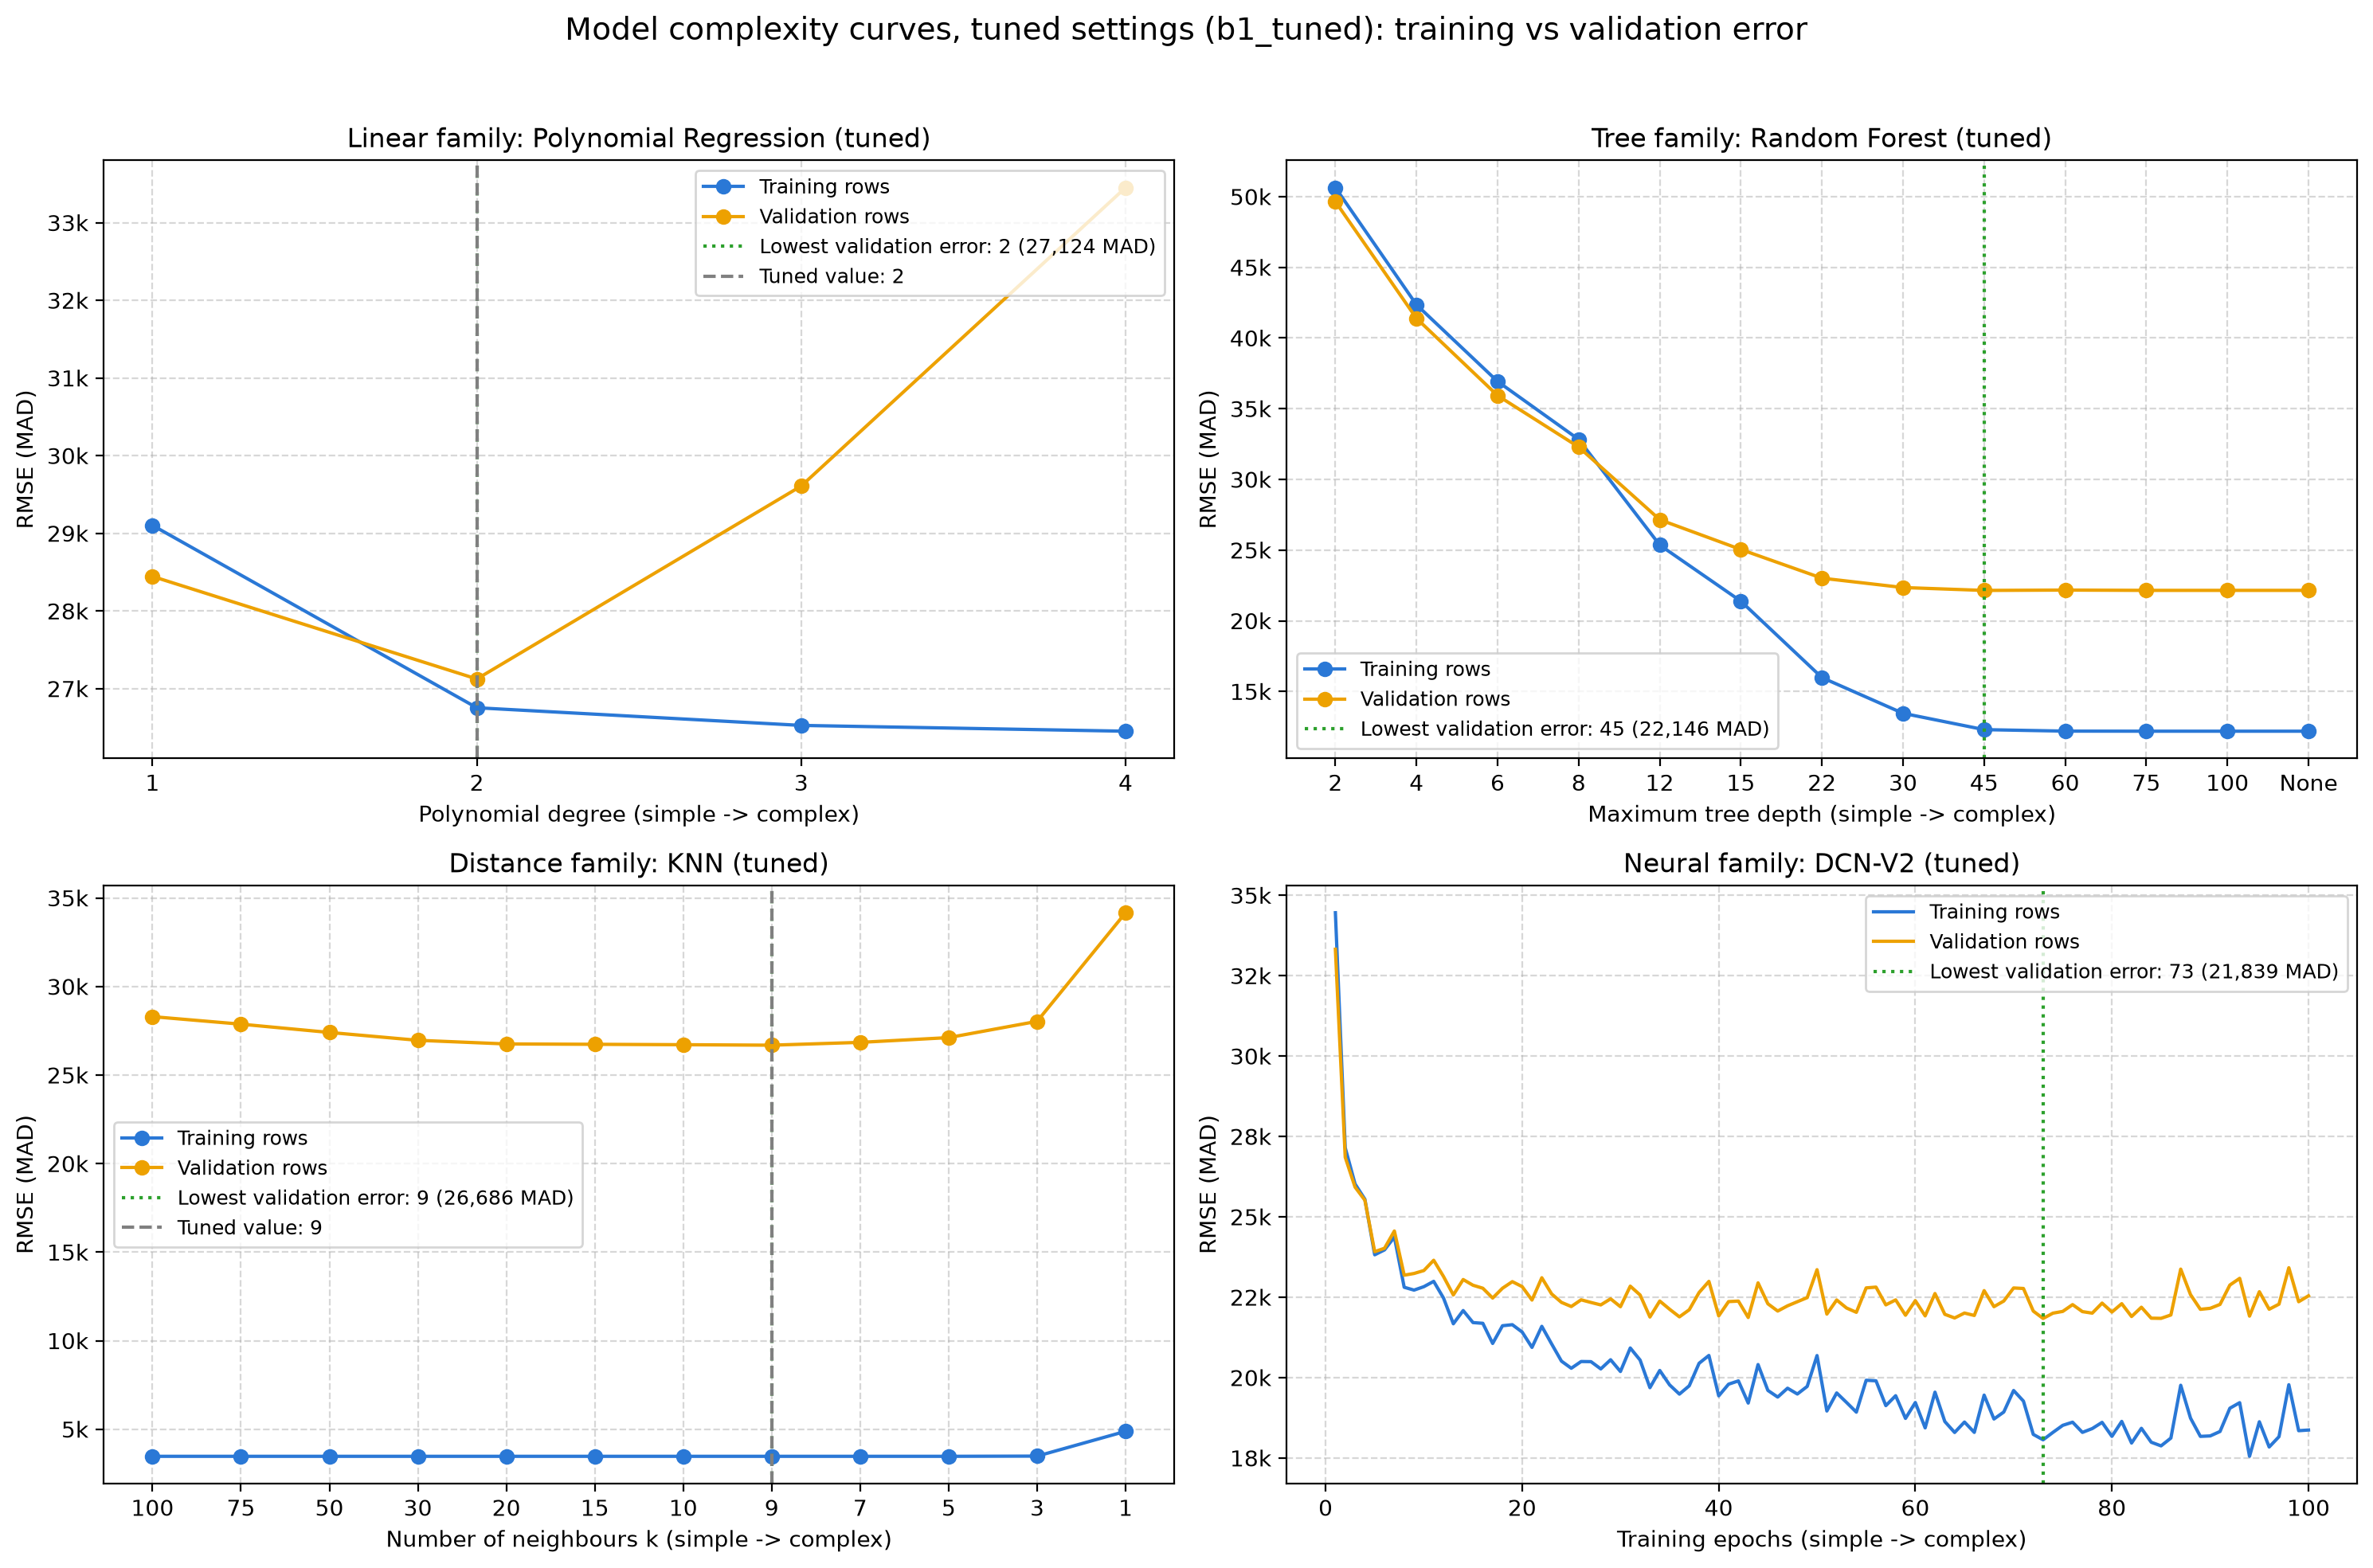 Model complexity curves, tuned settings (b1_tuned): training vs validation error
Linear family: Polynomial Regression (tuned)
RMSE (MAD)
33k
32k
31k
30k
29k
28k
27k
Training rows
Validation rows
Lowest validation error: 2 (27,124 MAD)
Tuned value: 2
1 2 3 4
Polynomial degree (simple -> complex)
Tree family: Random Forest (tuned)
RMSE (MAD)
50k
45k
40k
35k
30k
25k
20k
15k
Training rows
Validation rows
Lowest validation error: 45 (22,146 MAD)
2 4 6 8 12 15 22 30 45 60 75 100 None
Maximum tree depth (simple -> complex)
Distance family: KNN (tuned)
RMSE (MAD)
35k
30k
25k
20k
15k
10k
5k
Training rows
Validation rows
Lowest validation error: 9 (26,686 MAD)
Tuned value: 9
100 75 50 30 20 15 10 9 7 5 3 1
Number of neighbours k (simple -> complex)
Neural family: DCN-V2 (tuned)
RMSE (MAD)
35k
32k
30k
28k
25k
22k
20k
18k
Training rows
Validation rows
Lowest validation error: 73 (21,839 MAD)
0 20 40 60 80 100
Training epochs (simple -> complex)